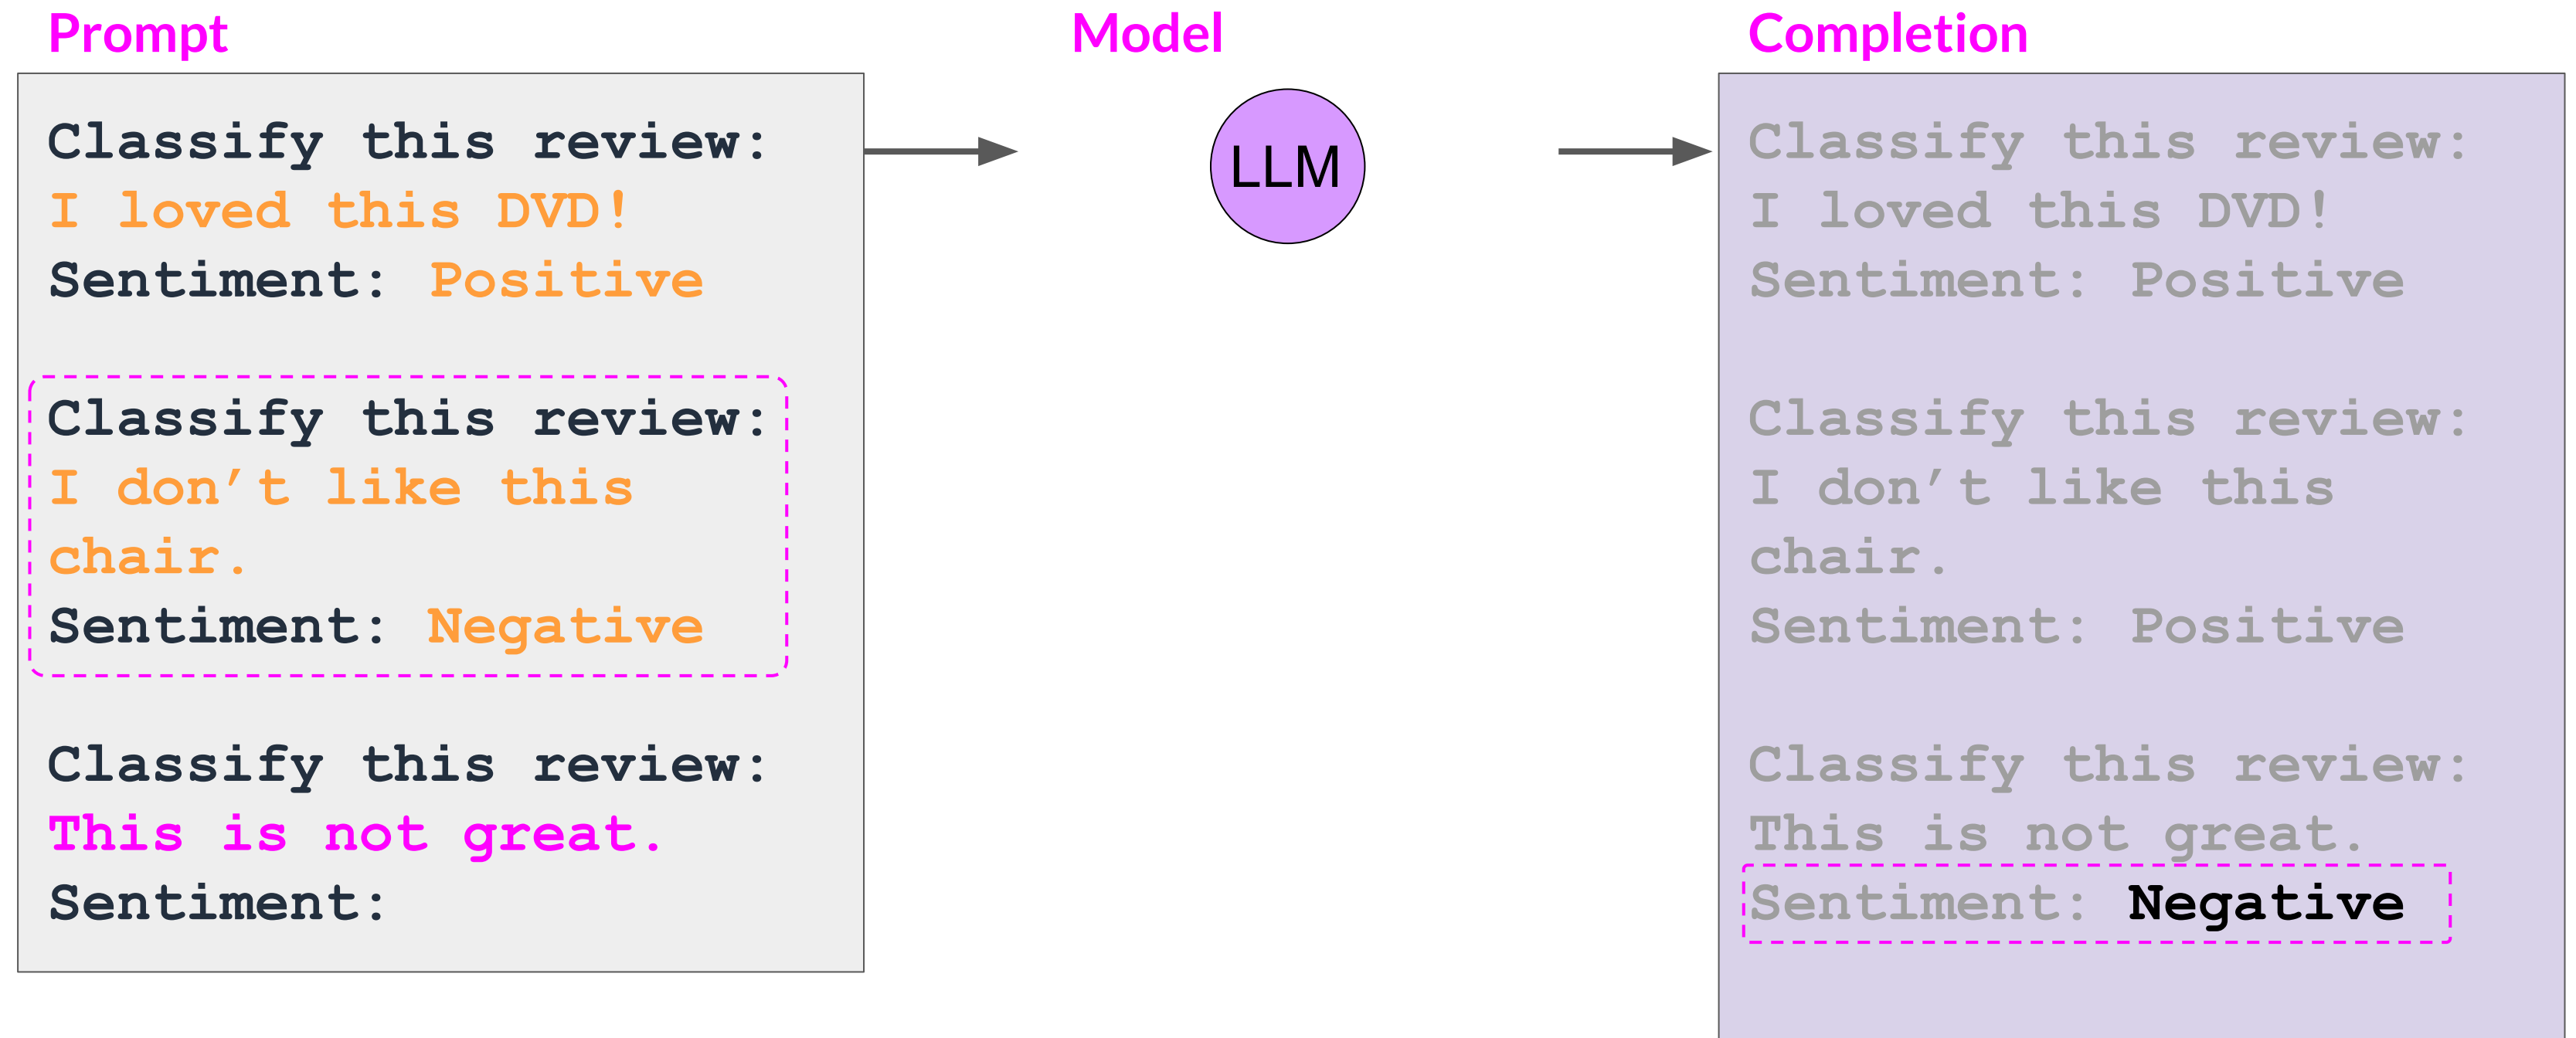 Prompt
Classify this review:
I loved this DVD!
Sentiment: Positive
Classify this review:
I don’t like this
chair.
Sentiment: Negative
Classify this review:
This is not great.
Sentiment:
Model
LLM
Completion
Classify this review:
I loved this DVD!
Sentiment: Positive
Classify this review:
I don’t like this
chair.
Sentiment: Positive
Classify this review:
This is not great.
Sentiment: Negative